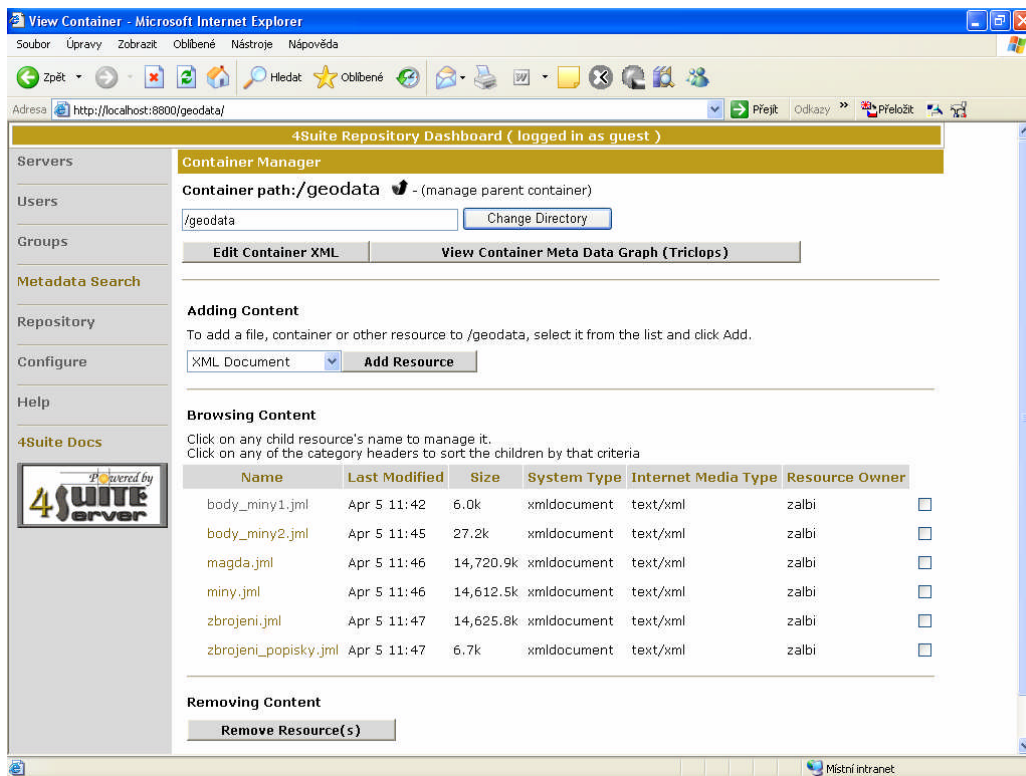 View Container - Microsoft Internet Explorer
Soubor Úpravy Zobrazit Oblíbené Nástroje Nápověda
Zpět Hledat Oblíbené
Adresa http://localhost:8800/geodata/ Přejít Odkazy » Přeložit
4Suite Repository Dashboard ( logged in as guest )
Servers
Users
Groups
Metadata Search
Repository
Configure
Help
4Suite Docs
Powered by
4SUITE
Server
Container Manager
Container path:/geodata - (manage parent container)
/geodata Change Directory
Edit Container XML View Container Meta Data Graph (Triclops)
Adding Content
To add a file, container or other resource to /geodata, select it from the list and click Add.
XML Document Add Resource
Browsing Content
Click on any child resource's name to manage it.
Click on any of the category headers to sort the children by that criteria
Name Last Modified Size System Type Internet Media Type Resource Owner
body_miny1.jml Apr 5 11:42 6.0k xmldocument text/xml zalbi
body_miny2.jml Apr 5 11:45 27.2k xmldocument text/xml zalbi
magda.jml Apr 5 11:46 14,720.9k xmldocument text/xml zalbi
miny.jml Apr 5 11:46 14,612.5k xmldocument text/xml zalbi
zbrojeni.jml Apr 5 11:47 14,625.8k xmldocument text/xml zalbi
zbrojeni_popisky.jml Apr 5 11:47 6.7k xmldocument text/xml zalbi
Removing Content
Remove Resource(s)
Místní intranet